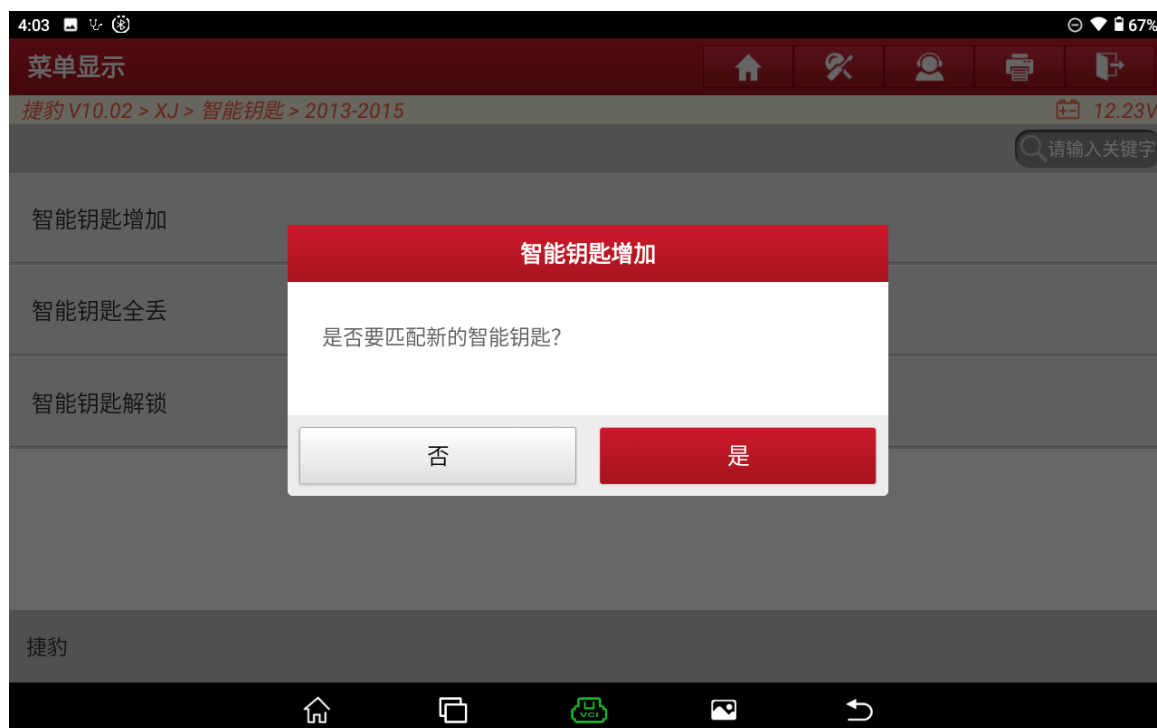 4:03
67%
菜单显示
捷豹 V10.02 > XJ > 智能钥匙 > 2013-2015
12.23V
请输入关键字
智能钥匙增加
智能钥匙全丢
智能钥匙解锁
智能钥匙增加
是否要匹配新的智能钥匙?
否
是
捷豹
VCI